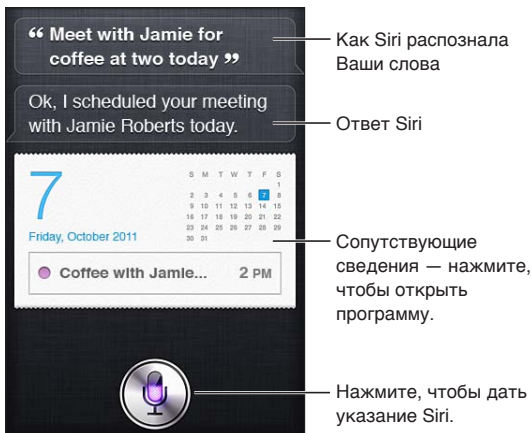 “ Meet with Jamie for
coffee at two today ”
Как Siri распознала
Ваши слова
Ok, I scheduled your meeting
with Jamie Roberts today.
Ответ Siri
7
Friday, October 2011
S M T W T F S
1
2 3 4 5 6 7 8
9 10 11 12 13 14 15
16 17 18 19 20 21 22
23 24 25 26 27 28 29
30 31
Coffee with Jamie... 2 PM
Сопутствующие
сведения — нажмите,
чтобы открыть
программу.
Нажмите, чтобы дать
указание Siri.